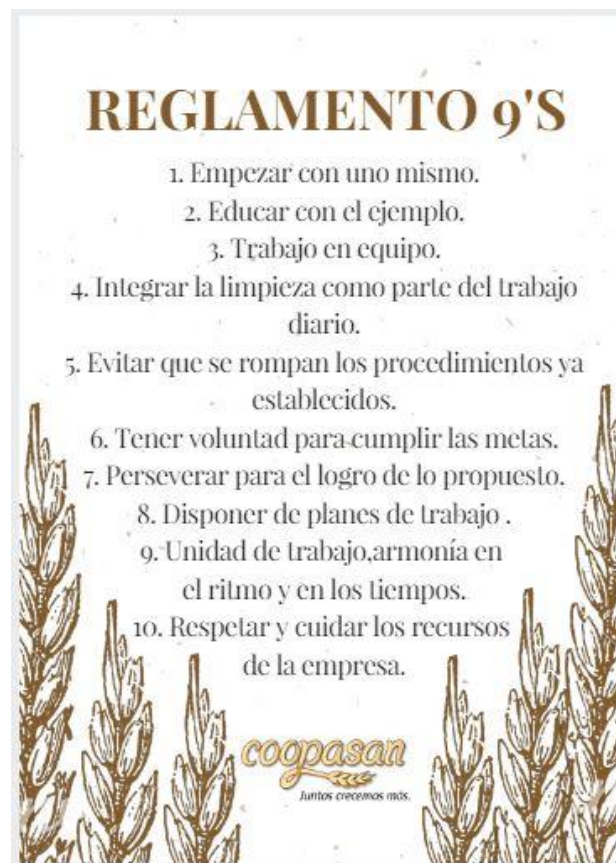 REGLAMENTO 9'S
1. Empezar con uno mismo.
2. Educar con el ejemplo.
3. Trabajo en equipo.
4. Integrar la limpieza como parte del trabajo
diario.
5. Evitar que se rompan los procedimientos ya
establecidos.
6. Tener voluntad para cumplir las metas.
7. Perseverar para el logro de lo propuesto.
8. Disponer de planes de trabajo .
9. Unidad de trabajo,armonía en
el ritmo y en los tiempos.
10. Respetar y cuidar los recursos
de la empresa.
coopasan
Juntos crecemos más.